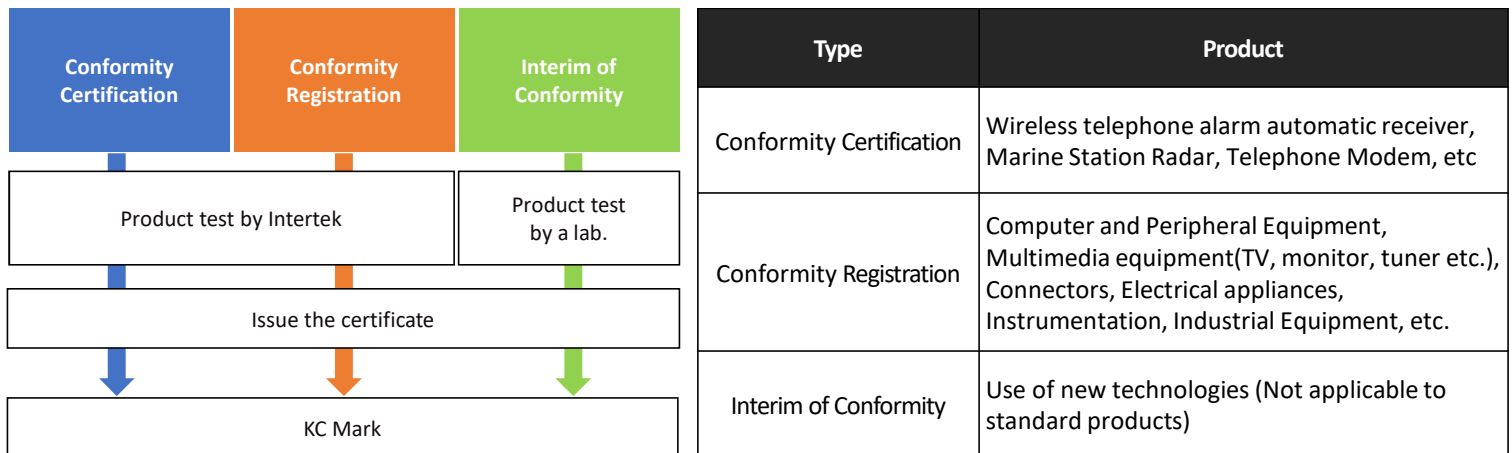 Conformity
Certification
Conformity
Registration
Interim of
Conformity
Product test by Intertek
Product test
by a lab.
Issue the certificate
KC Mark
Type
Product
Conformity Certification
Wireless telephone alarm automatic receiver,
Marine Station Radar, Telephone Modem, etc
Conformity Registration
Computer and Peripheral Equipment,
Multimedia equipment(TV, monitor, tuner etc.),
Connectors, Electrical appliances,
Instrumentation, Industrial Equipment, etc.
Interim of Conformity
Use of new technologies (Not applicable to
standard products)